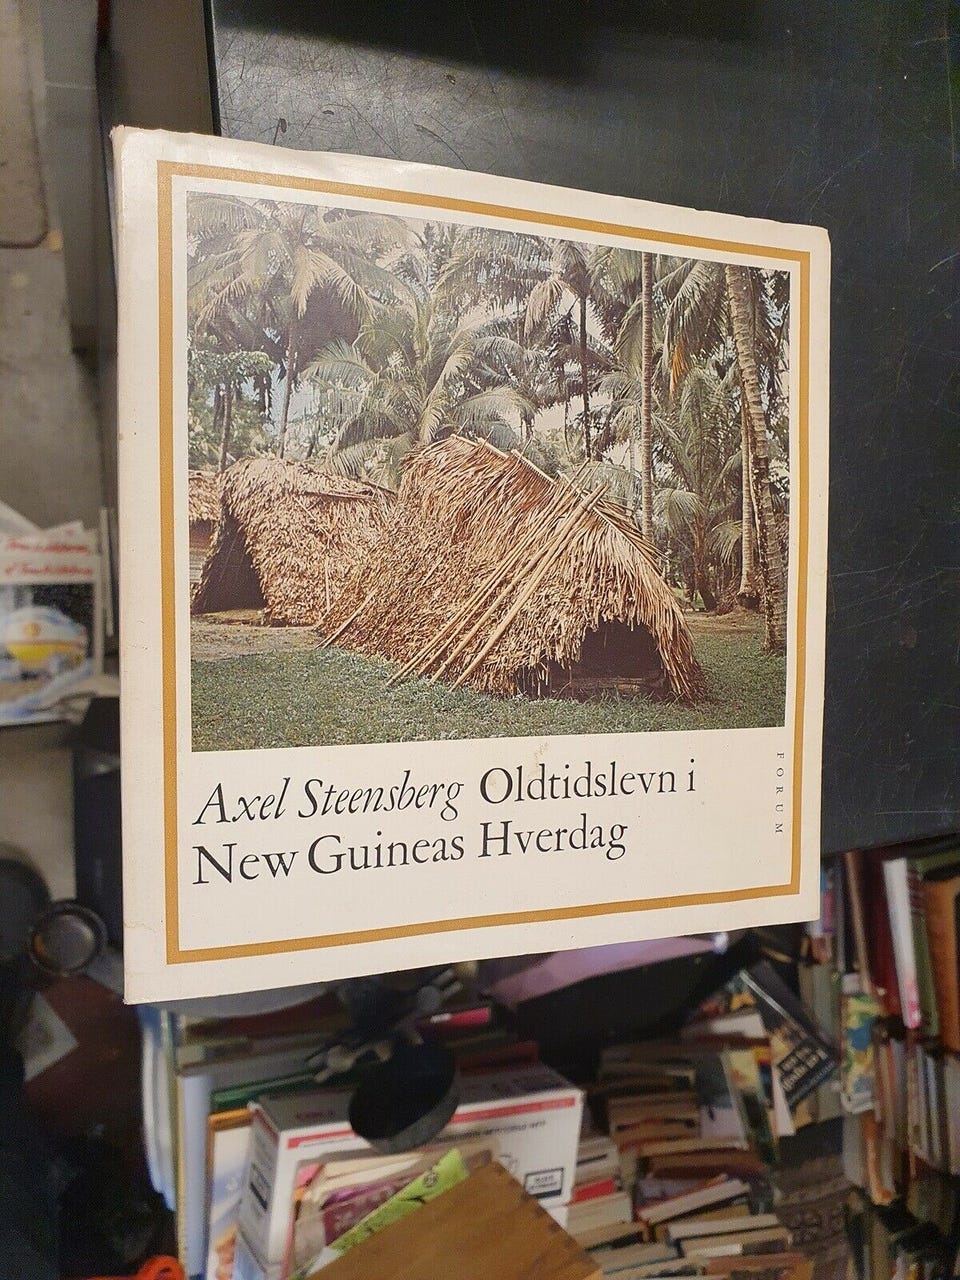 Axel Steensberg Oldtidslevn i
New Guineas Hverdag
FORUM